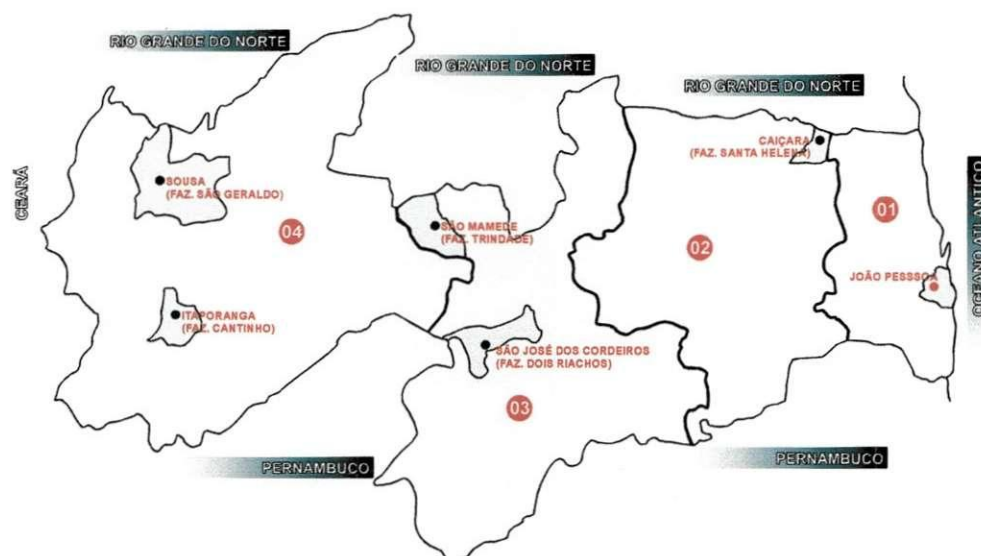 RIO GRANDE DO NORTE
RIO GRANDE DO NORTE
RIO GRANDE DO NORTE
CEARÁ
OCEANO ATLANTICO
CAIÇARA
(FAZ. SANTA HELENA)
SOUSA
(FAZ. SÃO GERALDO)
01
SÃO MAMEDE
(FAZ. TRINDADE)
04
02
JOÃO PESSSOA
ITAPORANGA
(FAZ. CANTINHO)
SÃO JOSÉ DOS CORDEIROS
(FAZ. DOIS RIACHOS)
03
PERNAMBUCO
PERNAMBUCO